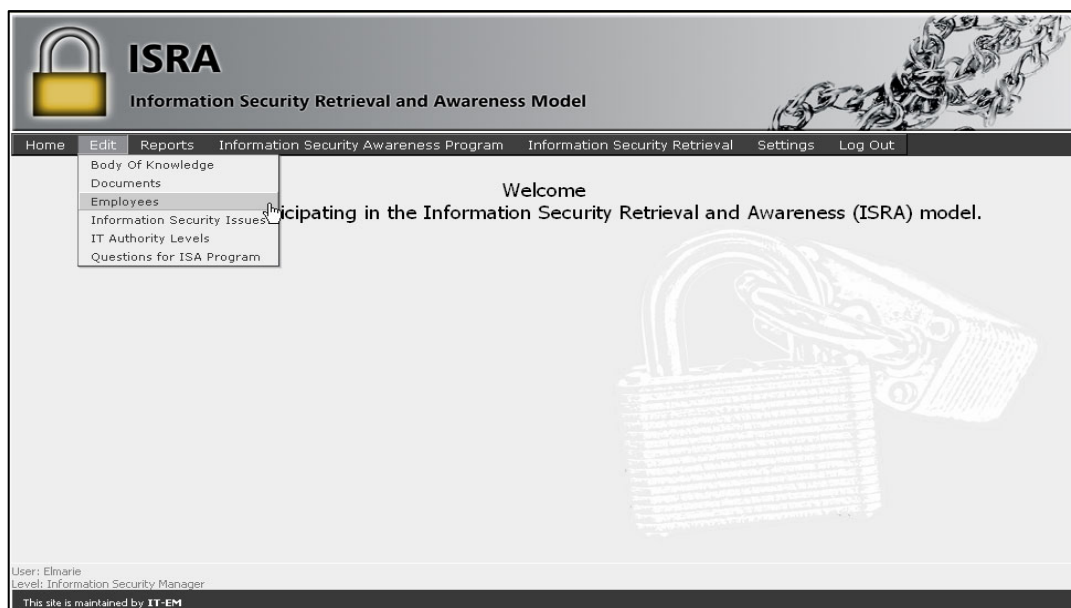 ISRA
Information Security Retrieval and Awareness Model
Home Edit Reports Information Security Awareness Program Information Security Retrieval Settings Log Out
Body Of Knowledge
Documents
Employees
Information Security Issues
IT Authority Levels
Questions for ISA Program
Welcome
icipating in the Information Security Retrieval and Awareness (ISRA) model.
User: Elmarie
Level: Information Security Manager
This site is maintained by IT-EM